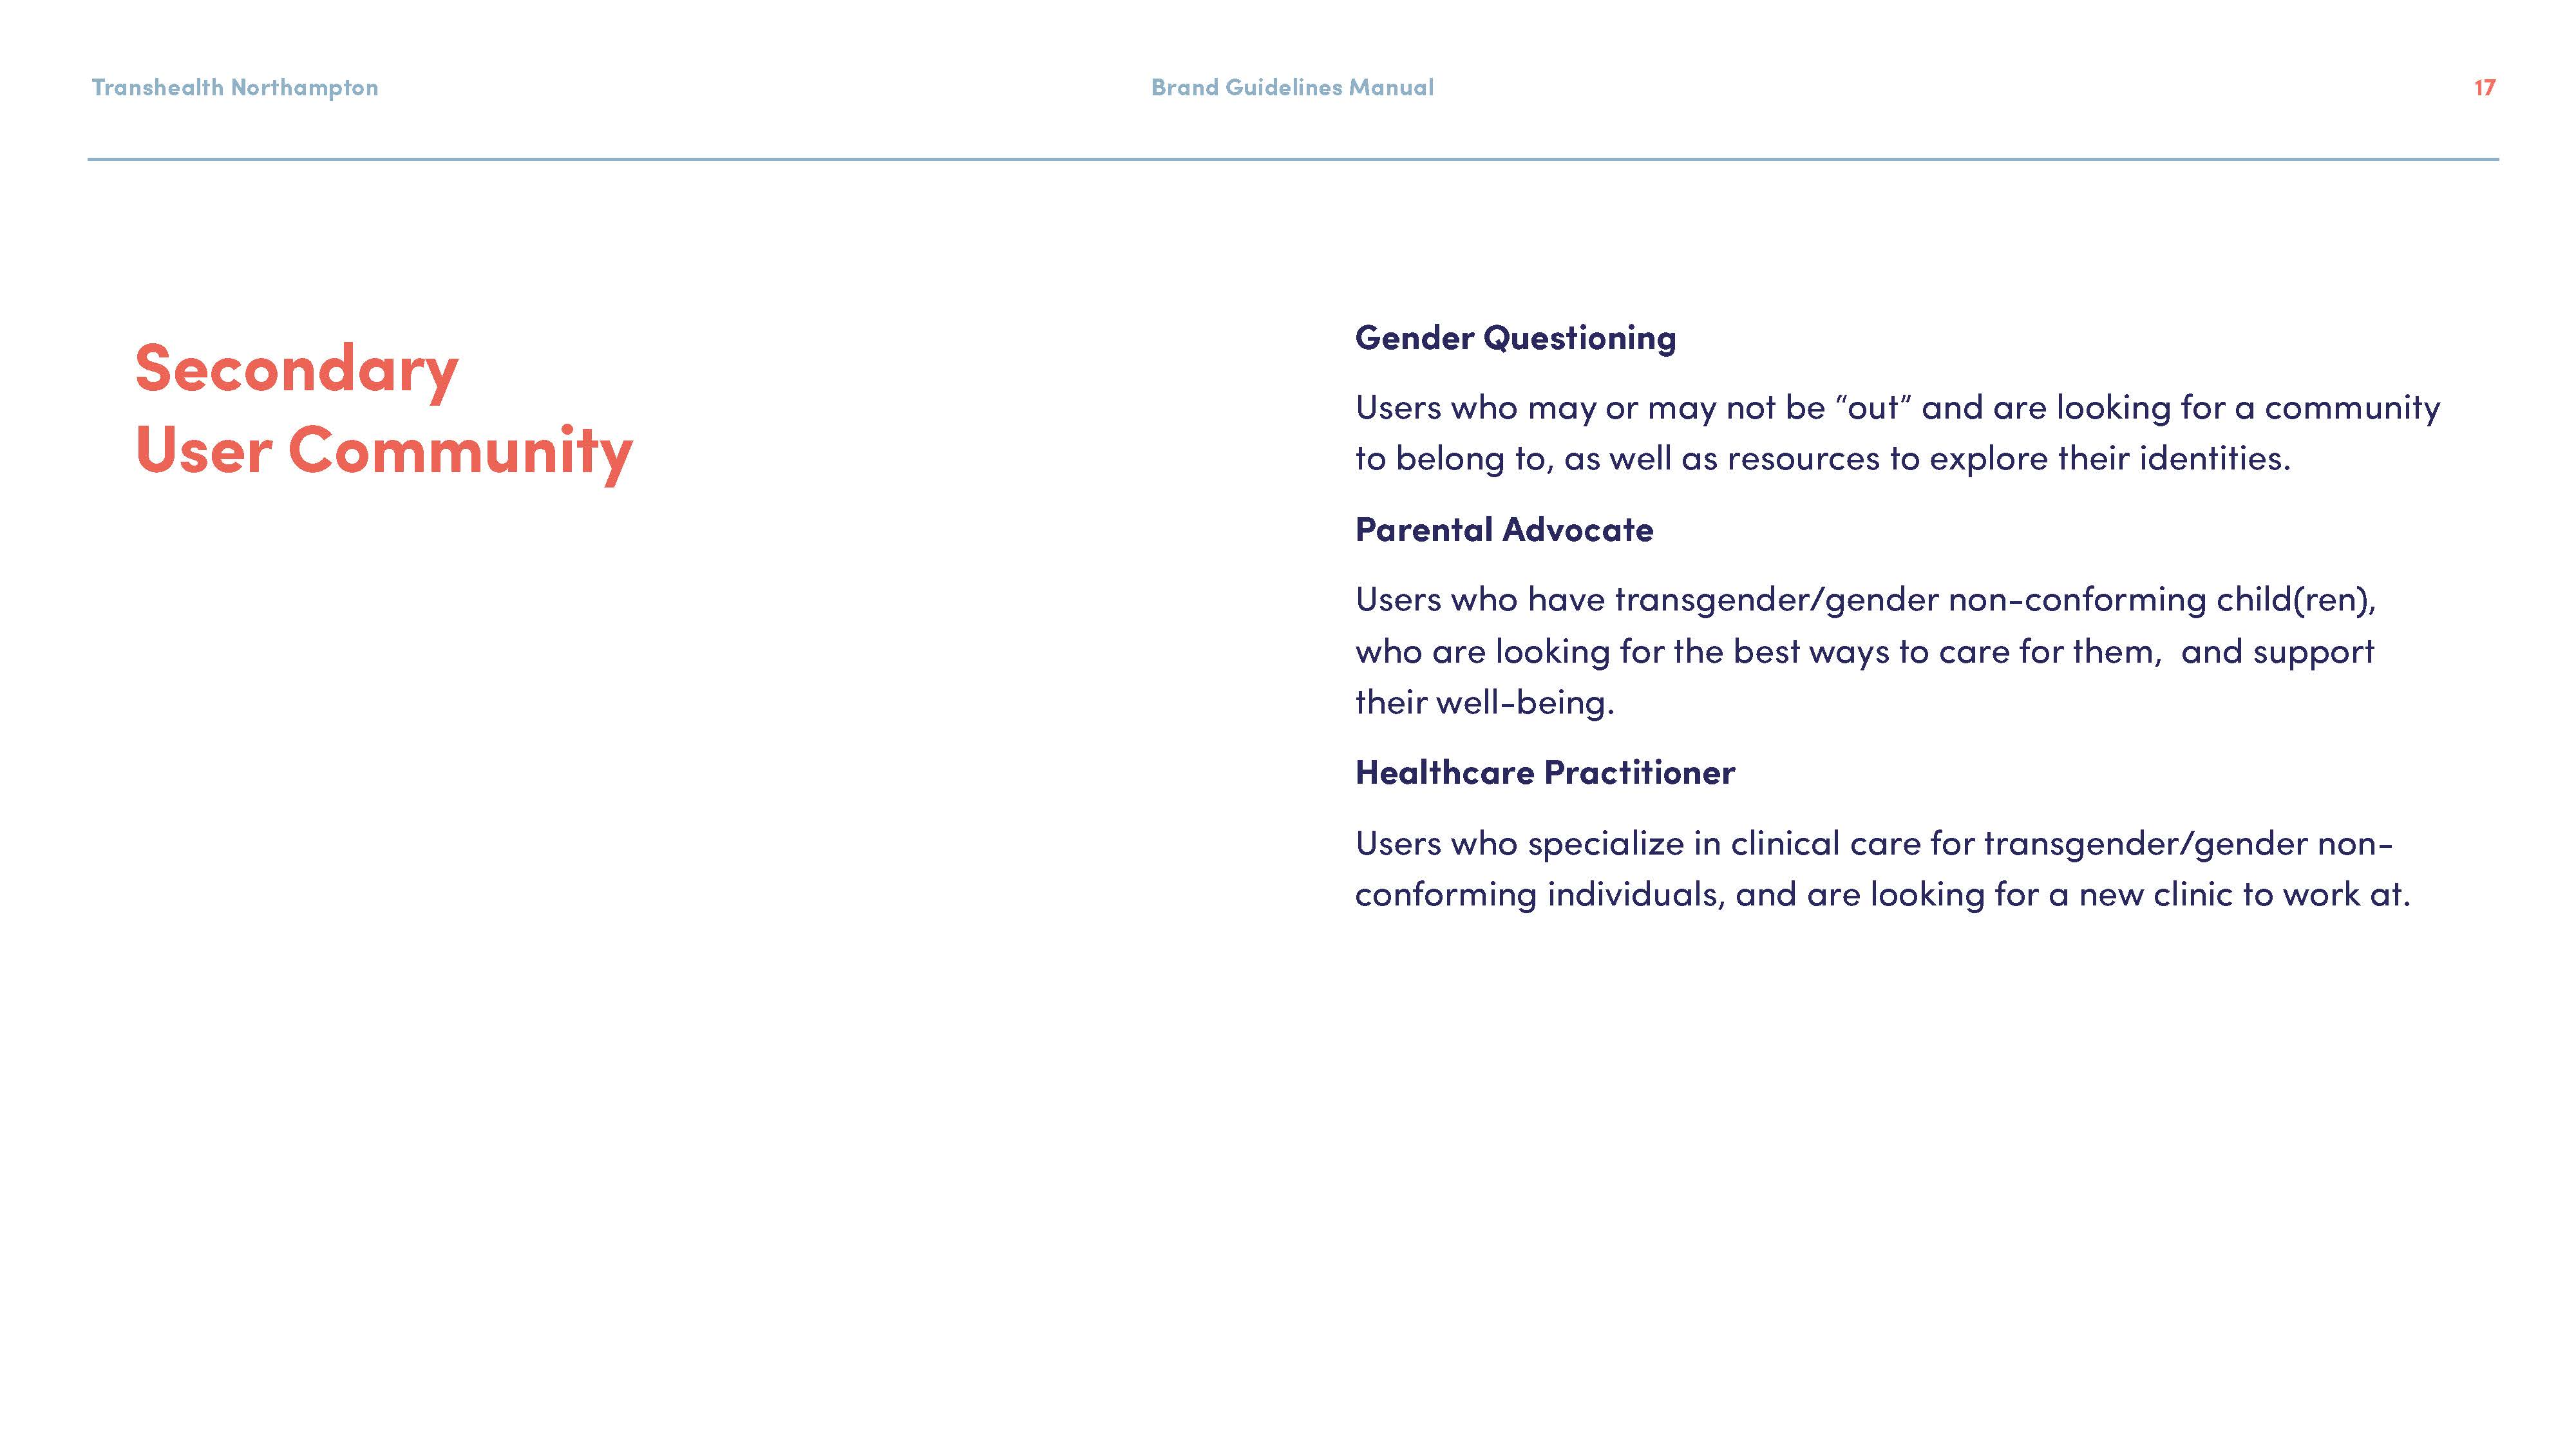 Transhealth Northampton
Brand Guidelines Manual
17
Secondary
User Community
Gender Questioning
Users who may or may not be “out” and are looking for a community
to belong to, as well as resources to explore their identities.
Parental Advocate
Users who have transgender/gender non-conforming child(ren),
who are looking for the best ways to care for them,  and support
their well-being.
Healthcare Practitioner
Users who specialize in clinical care for transgender/gender non-
conforming individuals, and are looking for a new clinic to work at.